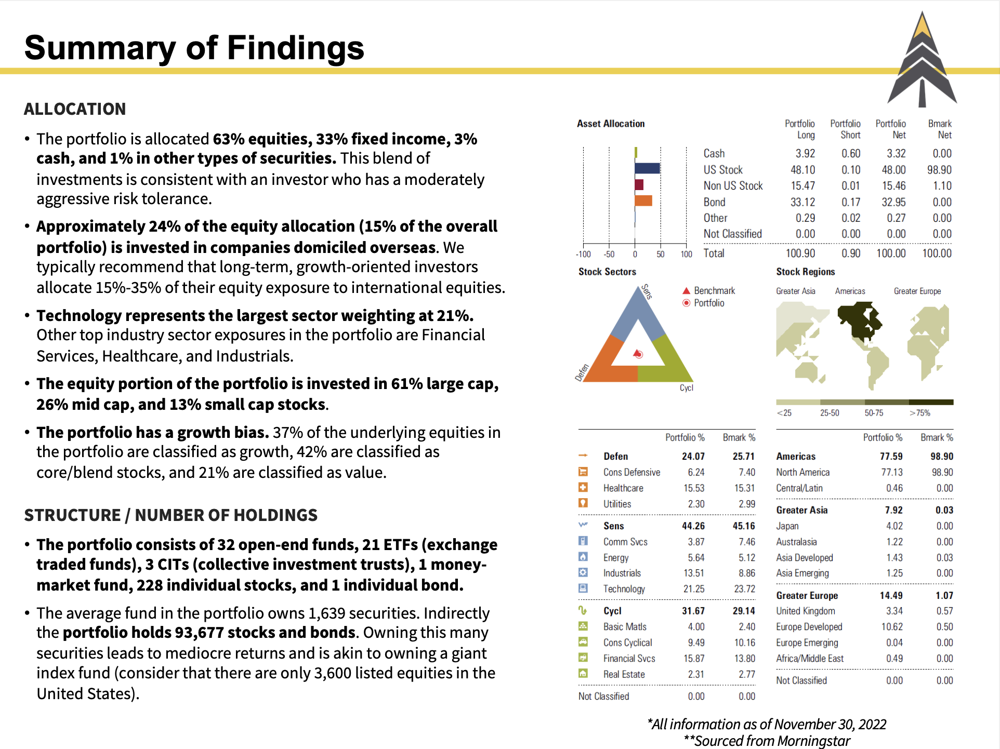 Summary of Findings
ALLOCATION
• The portfolio is allocated 63% equities, 33% fixed income, 3%
cash, and 1% in other types of securities. This blend of
investments is consistent with an investor who has a moderately
aggressive risk tolerance.
• Approximately 24% of the equity allocation (15% of the overall
portfolio) is invested in companies domiciled overseas. We
typically recommend that long-term, growth-oriented investors
allocate 15%-35% of their equity exposure to international equities.
• Technology represents the largest sector weighting at 21%.
Other top industry sector exposures in the portfolio are Financial
Services, Healthcare, and Industrials.
• The equity portion of the portfolio is invested in 61% large cap,
26% mid cap, and 13% small cap stocks.
• The portfolio has a growth bias. 37% of the underlying equities in
the portfolio are classified as growth, 42% are classified as
core/blend stocks, and 21% are classified as value.
STRUCTURE / NUMBER OF HOLDINGS
• The portfolio consists of 32 open-end funds, 21 ETFs (exchange
traded funds), 3 CITs (collective investment trusts), 1 money-
market fund, 228 individual stocks, and 1 individual bond.
• The average fund in the portfolio owns 1,639 securities. Indirectly
the portfolio holds 93,677 stocks and bonds. Owning this many
securities leads to mediocre returns and is akin to owning a giant
index fund (consider that there are only 3,600 listed equities in the
United States).
Asset Allocation
Portfolio Long Portfolio Short Portfolio Net Bmark Net
Cash 3.92 0.60 3.32 0.00
US Stock 48.10 0.10 48.00 98.90
Non US Stock 15.47 0.01 15.46 1.10
Bond 33.12 0.17 32.95 0.00
Other 0.29 0.02 0.27 0.00
Not Classified 0.00 0.00 0.00 0.00
-100 -50 0 50 100
Total 100.90 0.90 100.00 100.00
Stock Sectors
Sens
Defen
Cycl
Benchmark
Portfolio
Stock Regions
Greater Asia Americas Greater Europe
<25 25-50 50-75 >75%
Portfolio % Bmark %
Defen 24.07 25.71
Cons Defensive 6.24 7.40
Healthcare 15.53 15.31
Utilities 2.30 2.99
Sens 44.26 45.16
Comm Svcs 3.87 7.46
Energy 5.64 5.12
Industrials 13.51 8.86
Technology 21.25 23.72
Cycl 31.67 29.14
Basic Matls 4.00 2.40
Cons Cyclical 9.49 10.16
Financial Svcs 15.87 13.80
Real Estate 2.31 2.77
Not Classified 0.00 0.00
Portfolio % Bmark %
Americas 77.59 98.90
North America 77.13 98.90
Central/Latin 0.46 0.00
Greater Asia 7.92 0.03
Japan 4.02 0.00
Australasia 1.22 0.00
Asia Developed 1.43 0.03
Asia Emerging 1.25 0.00
Greater Europe 14.49 1.07
United Kingdom 3.34 0.57
Europe Developed 10.62 0.50
Europe Emerging 0.04 0.00
Africa/Middle East 0.49 0.00
Not Classified 0.00 0.00
*All information as of November 30, 2022
**Sourced from Morningstar